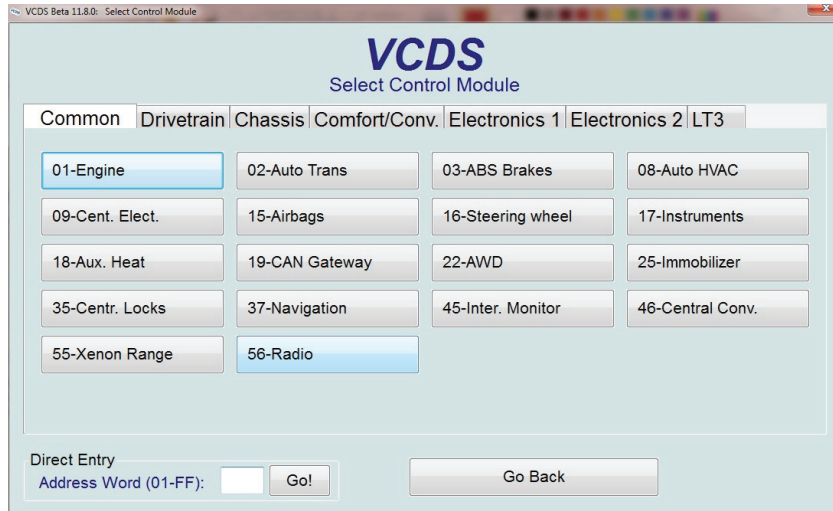 VCDS Beta 11.8.0: Select Control Module
VCDS
Select Control Module
Common Drivetrain Chassis Comfort/Conv. Electronics 1 Electronics 2 LT3
01-Engine 02-Auto Trans 03-ABS Brakes 08-Auto HVAC
09-Cent. Elect. 15-Airbags 16-Steering wheel 17-Instruments
18-Aux. Heat 19-CAN Gateway 22-AWD 25-Immobilizer
35-Centr. Locks 37-Navigation 45-Inter. Monitor 46-Central Conv.
55-Xenon Range 56-Radio
Direct Entry
Address Word (01-FF): Go! Go Back